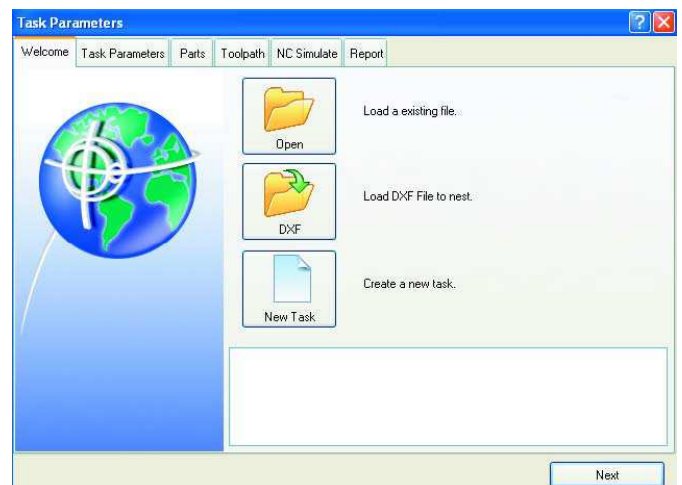 Task Parameters
Welcome Task Parameters Parts Toolpath NC Simulate Report
Open
Load a existing file.
DXF
Load DXF File to nest.
New Task
Create a new task.
Next